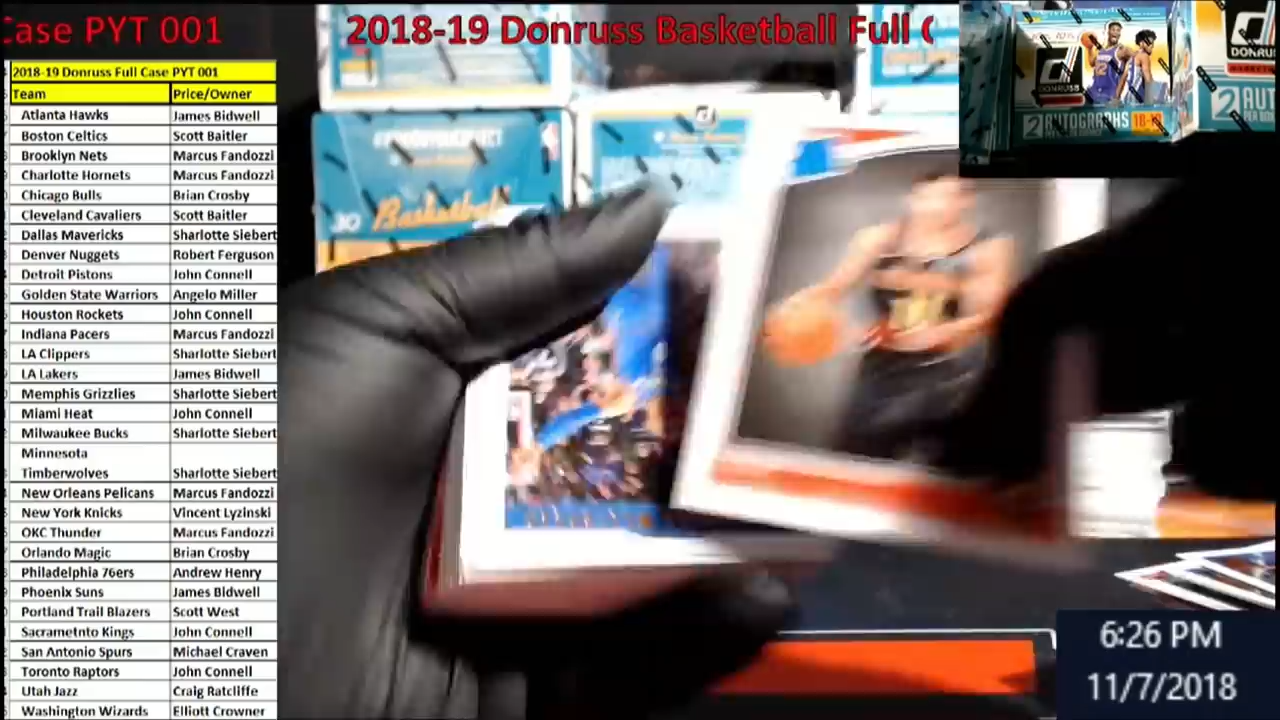 Case PYT 001
2018-19 Donruss Basketball Full C
2018-19 Donruss Full Case PYT 001
Team Price/Owner
Atlanta Hawks James Bidwell
Boston Celtics Scott Baitler
Brooklyn Nets Marcus Fandozzi
Charlotte Hornets Marcus Fandozzi
Chicago Bulls Brian Crosby
Cleveland Cavaliers Scott Baitler
Dallas Mavericks Sharlotte Siebert
Denver Nuggets Robert Ferguson
Detroit Pistons John Connell
Golden State Warriors Angelo Miller
Houston Rockets John Connell
Indiana Pacers Marcus Fandozzi
LA Clippers Sharlotte Siebert
LA Lakers James Bidwell
Memphis Grizzlies Sharlotte Siebert
Miami Heat John Connell
Milwaukee Bucks Sharlotte Siebert
Minnesota
Timberwolves Sharlotte Siebert
New Orleans Pelicans Marcus Fandozzi
New York Knicks Vincent Lyzinski
OKC Thunder Marcus Fandozzi
Orlando Magic Brian Crosby
Philadelphia 76ers Andrew Henry
Phoenix Suns James Bidwell
Portland Trail Blazers Scott West
Sacrametnto Kings John Connell
San Antonio Spurs Michael Craven
Toronto Raptors John Connell
Utah Jazz Craig Ratcliffe
Washington Wizards Elliott Crowner
30 Basketball
DONRUSS
DONRUSS
2 AUTOGRAPHS 18-19
2 AUT
6:26 PM
11/7/2018